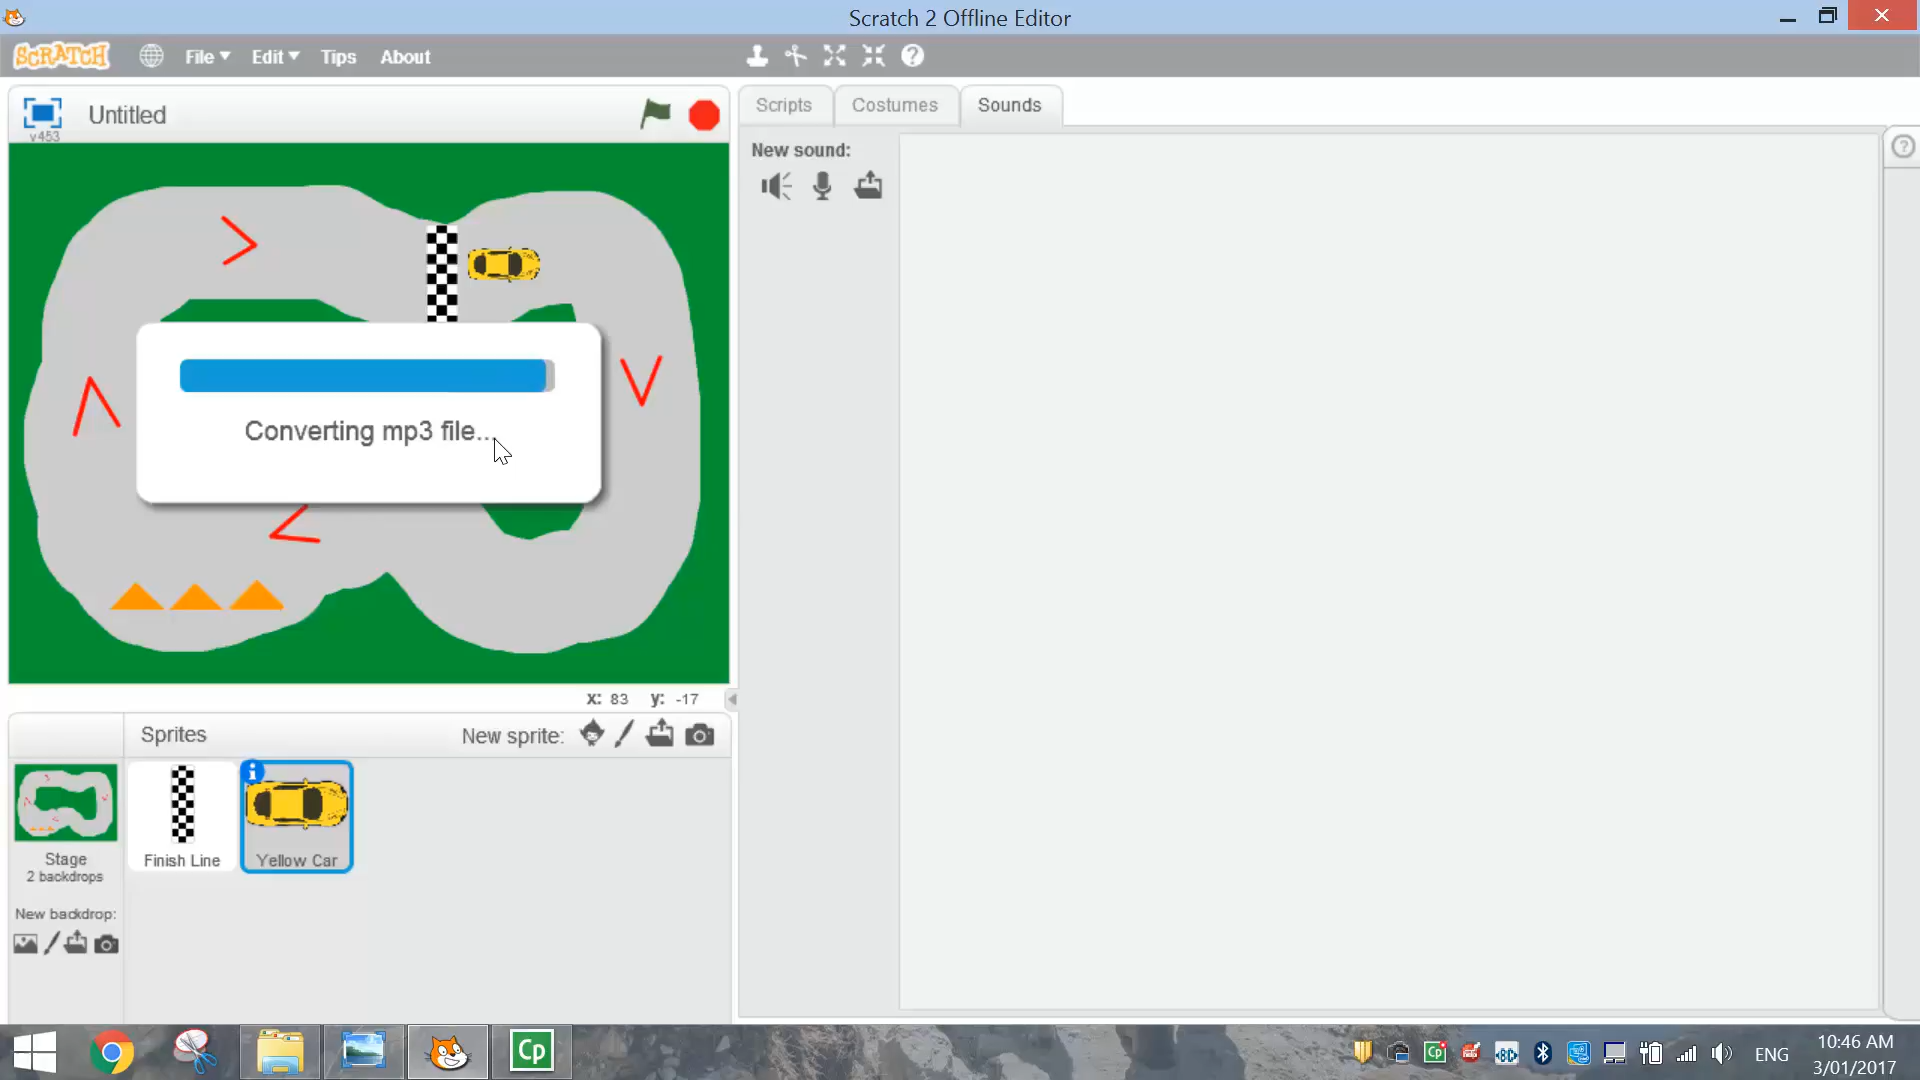 Scratch 2 Offline Editor
SCRATCH File Edit Tips About
v453
Untitled
Scripts Costumes Sounds
New sound:
Converting mp3 file...
x: 83 y: -17
Sprites New sprite:
Stage
2 backdrops
Finish Line
Yellow Car
New backdrop:
Cp
ENG
10:46 AM
3/01/2017